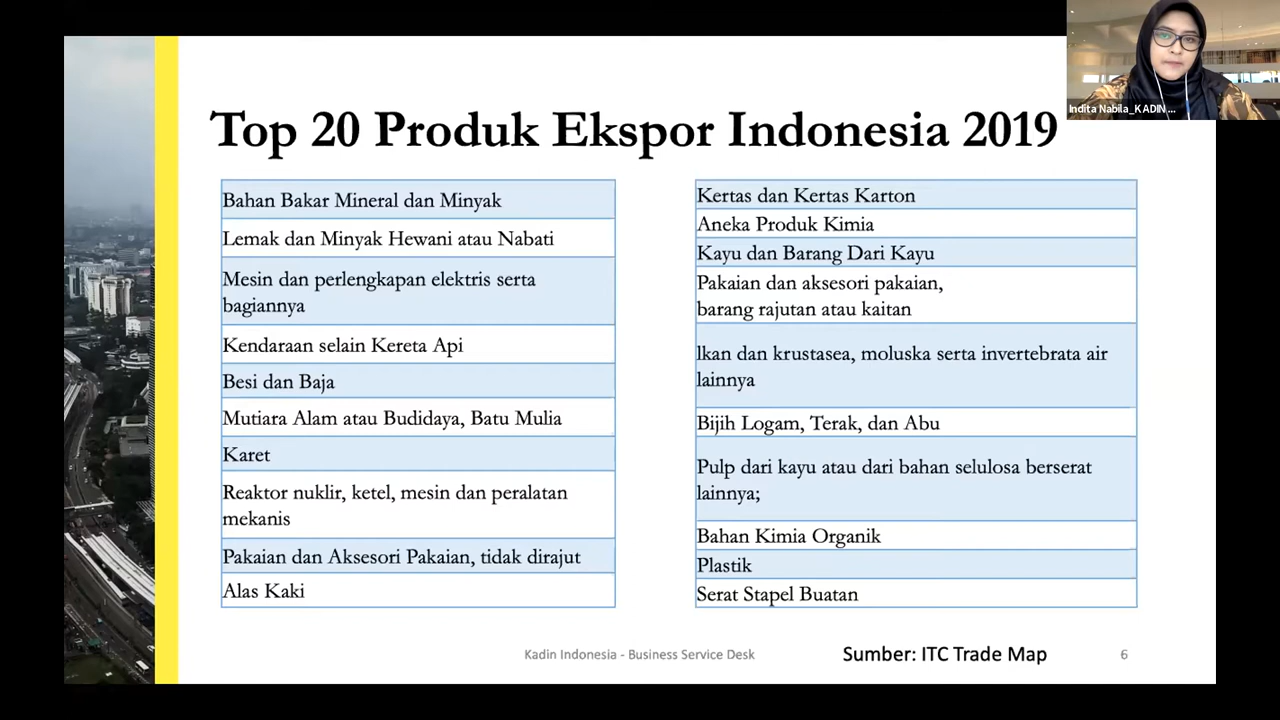 Indita Nabila_KADIN ...
Top 20 Produk Ekspor Indonesia 2019
Bahan Bakar Mineral dan Minyak
Lemak dan Minyak Hewani atau Nabati
Mesin dan perlengkapan elektris serta
bagiannya
Kendaraan selain Kereta Api
Besi dan Baja
Mutiara Alam atau Budidaya, Batu Mulia
Karet
Reaktor nuklir, ketel, mesin dan peralatan
mekanis
Pakaian dan Aksesori Pakaian, tidak dirajut
Alas Kaki
Kertas dan Kertas Karton
Aneka Produk Kimia
Kayu dan Barang Dari Kayu
Pakaian dan aksesori pakaian,
barang rajutan atau kaitan
lkan dan krustasea, moluska serta invertebrata air
lainnya
Bijih Logam, Terak, dan Abu
Pulp dari kayu atau dari bahan selulosa berserat
lainnya;
Bahan Kimia Organik
Plastik
Serat Stapel Buatan
Kadin Indonesia - Business Service Desk
Sumber: ITC Trade Map
6